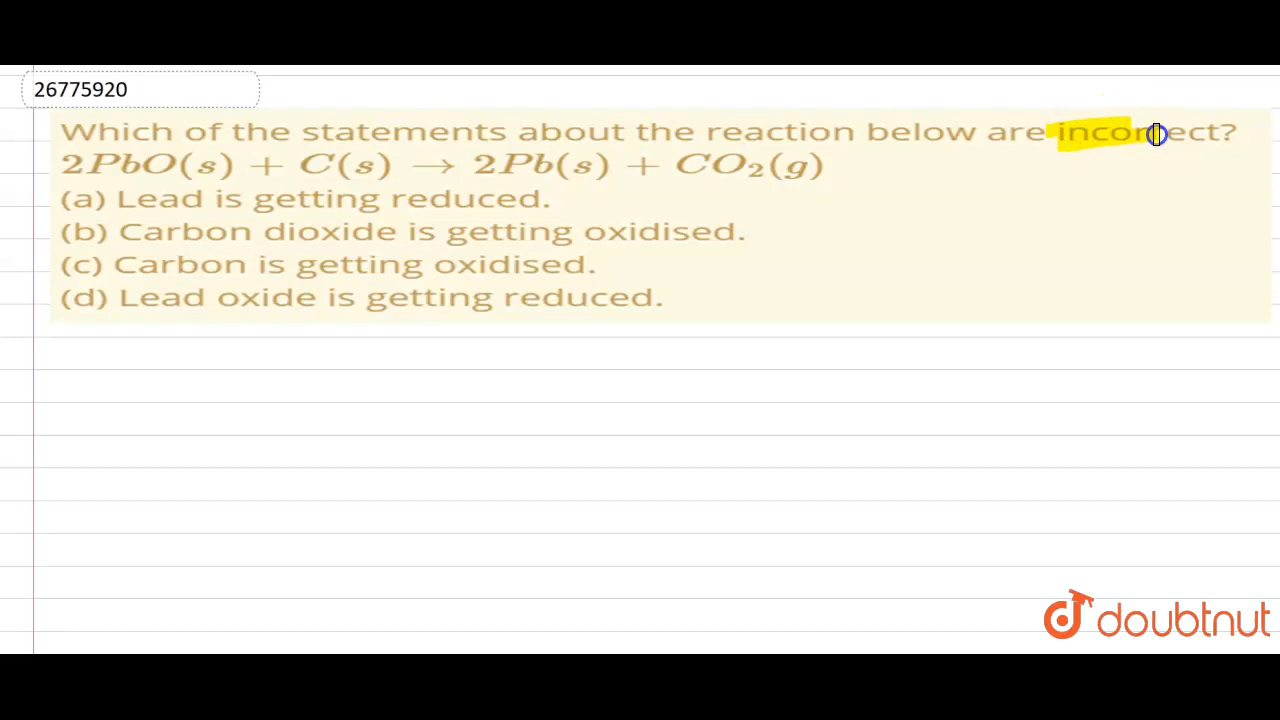 26775920
Which of the statements about the reaction below are incorrect?
2PbO(s) + C(s) → 2Pb(s) + CO₂(g)
(a) Lead is getting reduced.
(b) Carbon dioxide is getting oxidised.
(c) Carbon is getting oxidised.
(d) Lead oxide is getting reduced.
doubtnut